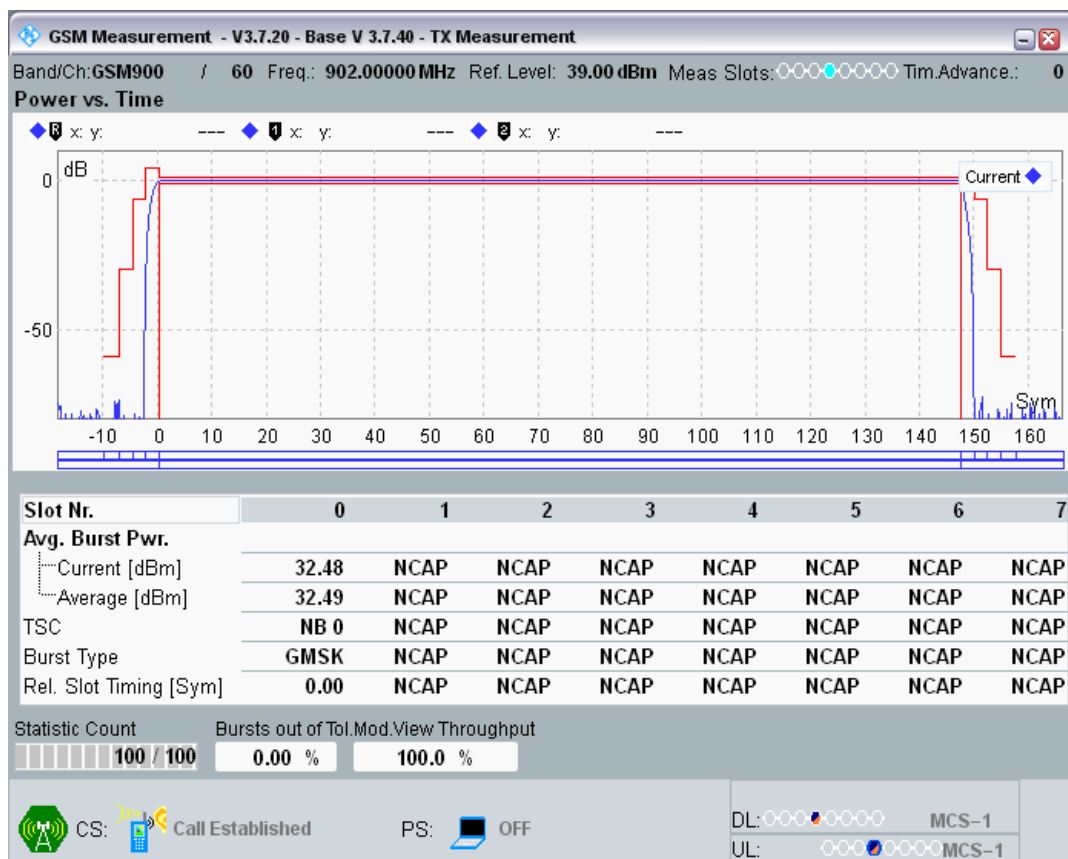 GSM Measurement - V3.7.20 - Base V 3.7.40 - TX Measurement
Band/Ch:GSM900 / 60 Freq.: 902.00000 MHz Ref. Level: 39.00 dBm Meas Slots: Tim.Advance.: 0
Power vs. Time
R x: y: --- 1 x: y: --- 2 x: y: ---
dB
Current
0
-50
Sym
-10 0 10 20 30 40 50 60 70 80 90 100 110 120 130 140 150 160
Slot Nr. 0 1 2 3 4 5 6 7
Avg. Burst Pwr.
Current [dBm] 32.48 NCAP NCAP NCAP NCAP NCAP NCAP NCAP
Average [dBm] 32.49 NCAP NCAP NCAP NCAP NCAP NCAP NCAP
TSC NB 0 NCAP NCAP NCAP NCAP NCAP NCAP NCAP
Burst Type GMSK NCAP NCAP NCAP NCAP NCAP NCAP NCAP
Rel. Slot Timing [Sym] 0.00 NCAP NCAP NCAP NCAP NCAP NCAP NCAP
Statistic Count Bursts out of Tol.Mod.View Throughput
100 / 100 0.00 % 100.0 %
CS: Call Established PS: OFF
DL: MCS-1
UL: MCS-1